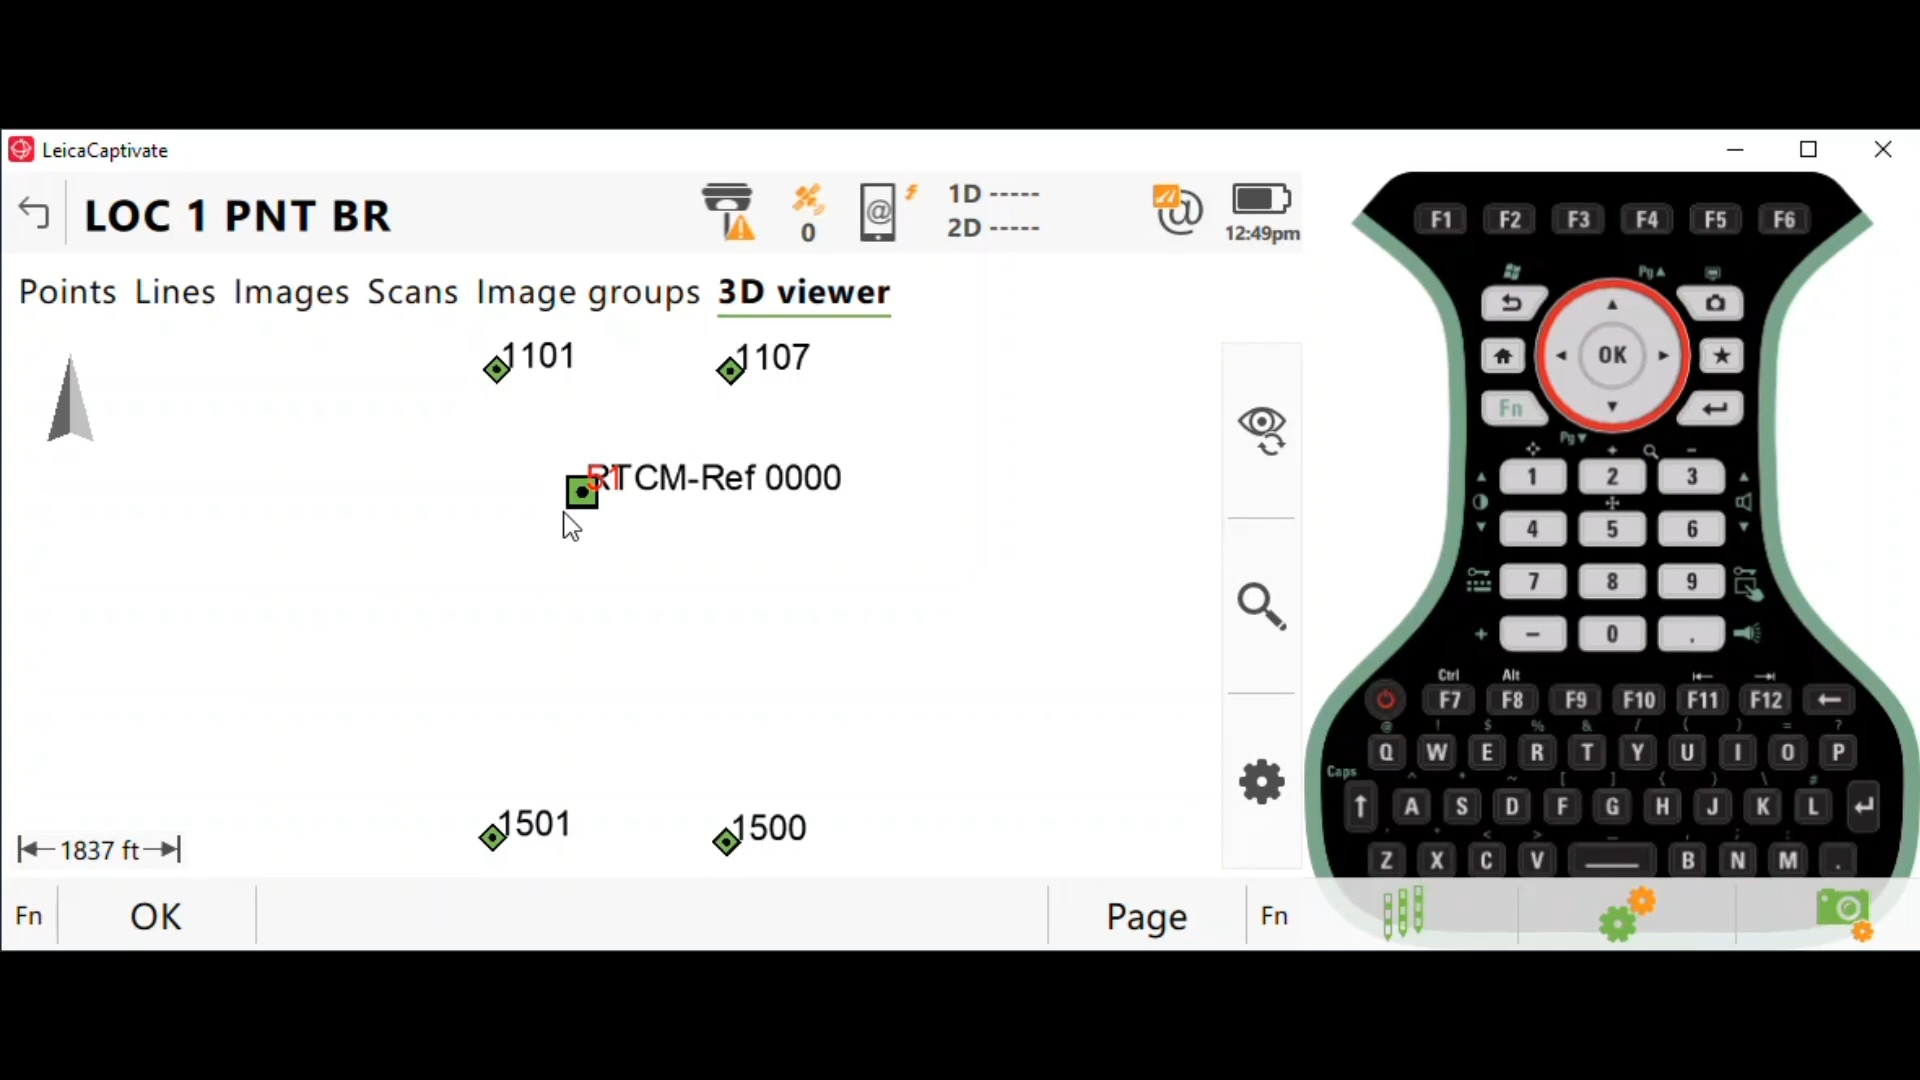 LeicaCaptivate
LOC 1 PNT BR
0
@
1D -----
2D -----
@
12:49pm
Points Lines Images Scans Image groups 3D viewer
1101
1107
51
RTCM-Ref 0000
1501
1500
1837 ft
Fn OK Page Fn
F1 F2 F3 F4 F5 F6
Pg
OK
Fn
Pg
+ −
1 2 3
4 5 6
7 8 9
+ − 0 .
Ctrl Alt
F7 F8 F9 F10 F11 F12
@ ! $ % & / ( ) = ?
Q W E R T Y U I O P
Caps ^ * ~ [ ] { } \ #
A S D F G H J K L
' " < > _ , ; :
Z X C V B N M .